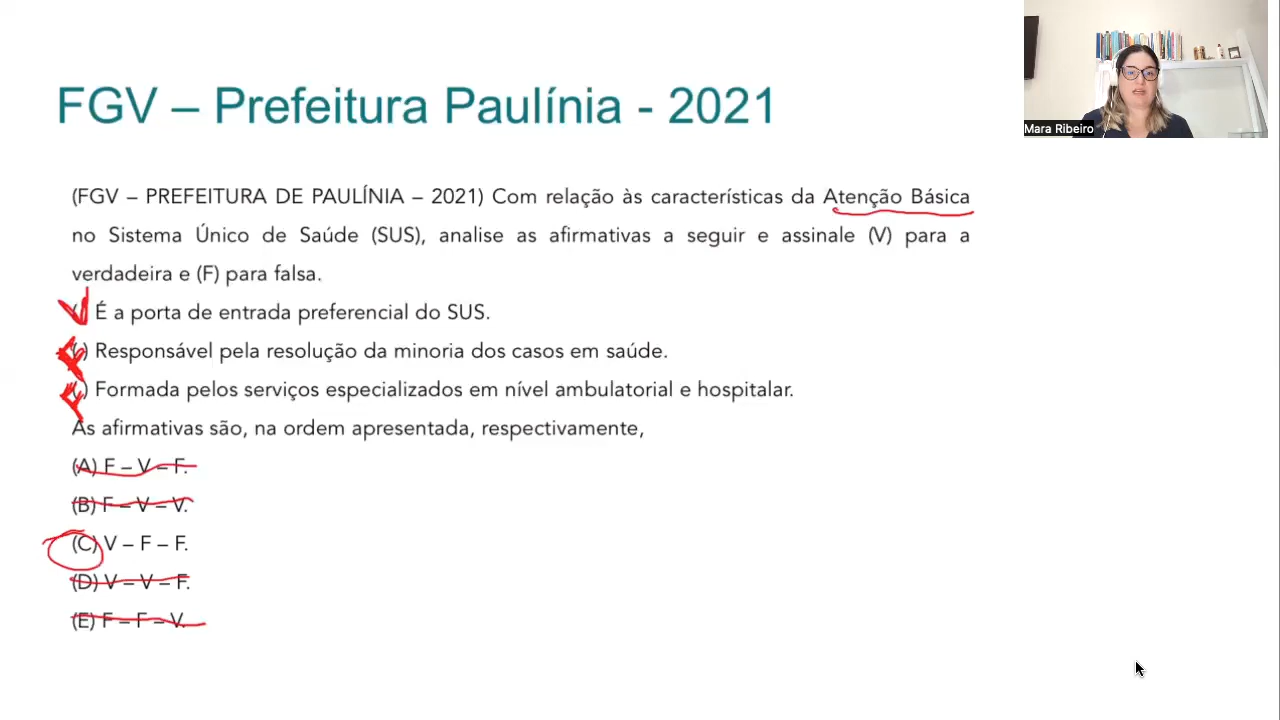 FGV – Prefeitura Paulínia - 2021
Mara Ribeiro
(FGV – PREFEITURA DE PAULÍNIA – 2021) Com relação às características da Atenção Básica
no Sistema Único de Saúde (SUS), analise as afirmativas a seguir e assinale (V) para a
verdadeira e (F) para falsa.
( ) É a porta de entrada preferencial do SUS.
( ) Responsável pela resolução da minoria dos casos em saúde.
( ) Formada pelos serviços especializados em nível ambulatorial e hospitalar.
As afirmativas são, na ordem apresentada, respectivamente,
(A) F – V – F.
(B) F – V – V.
(C) V – F – F.
(D) V – V – F.
(E) F – F – V.